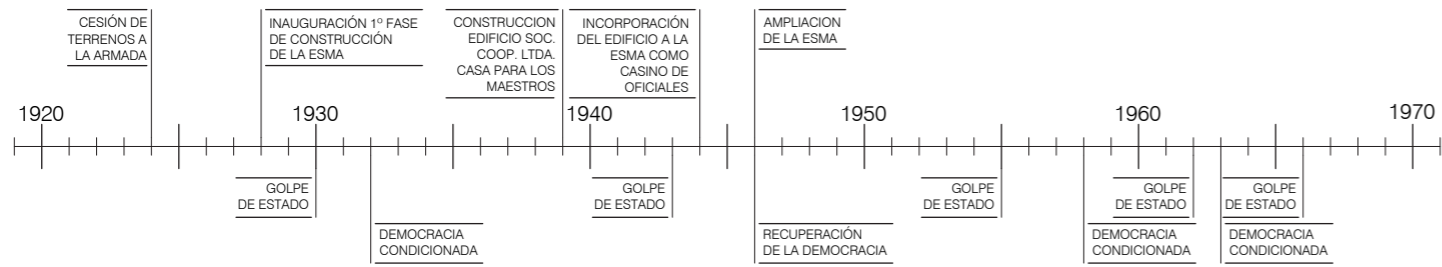 CESIÓN DE
TERRENOS A
LA ARMADA
INAUGURACIÓN 1º FASE
DE CONSTRUCCIÓN
DE LA ESMA
CONSTRUCCION
EDIFICIO SOC.
COOP. LTDA.
CASA PARA LOS
MAESTROS
INCORPORACIÓN
DEL EDIFICIO A LA
ESMA COMO
CASINO DE
OFICIALES
AMPLIACION
DE LA ESMA
1920
1930
1940
1950
1960
1970
GOLPE
DE ESTADO
DEMOCRACIA
CONDICIONADA
GOLPE
DE ESTADO
RECUPERACIÓN
DE LA DEMOCRACIA
GOLPE
DE ESTADO
DEMOCRACIA
CONDICIONADA
GOLPE
DE ESTADO
DEMOCRACIA
CONDICIONADA
GOLPE
DE ESTADO